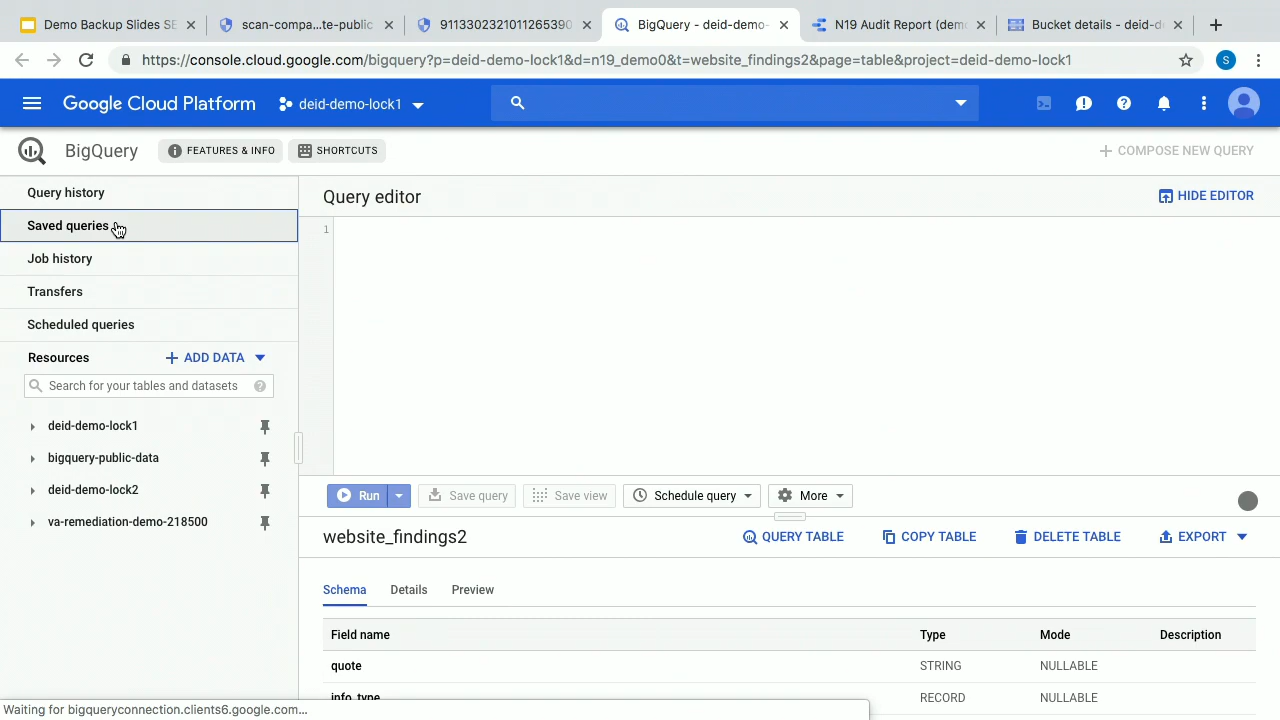 Demo Backup Slides SE
scan-compa...te-public
9113302321011265390
BigQuery - deid-demo-
N19 Audit Report (demo
Bucket details - deid-d
https://console.cloud.google.com/bigquery?p=deid-demo-lock1&d=n19_demo0&t=website_findings2&page=table&project=deid-demo-lock1
S
Google Cloud Platform
deid-demo-lock1
BigQuery
FEATURES & INFO
SHORTCUTS
COMPOSE NEW QUERY
Query history
Saved queries
Job history
Transfers
Scheduled queries
Resources
ADD DATA
Search for your tables and datasets
deid-demo-lock1
bigquery-public-data
deid-demo-lock2
va-remediation-demo-218500
Query editor
HIDE EDITOR
1
Run
Save query
Save view
Schedule query
More
website_findings2
QUERY TABLE
COPY TABLE
DELETE TABLE
EXPORT
Schema Details Preview
Field name Type Mode Description
quote STRING NULLABLE
info_type RECORD NULLABLE
Waiting for bigqueryconnection.clients6.google.com...